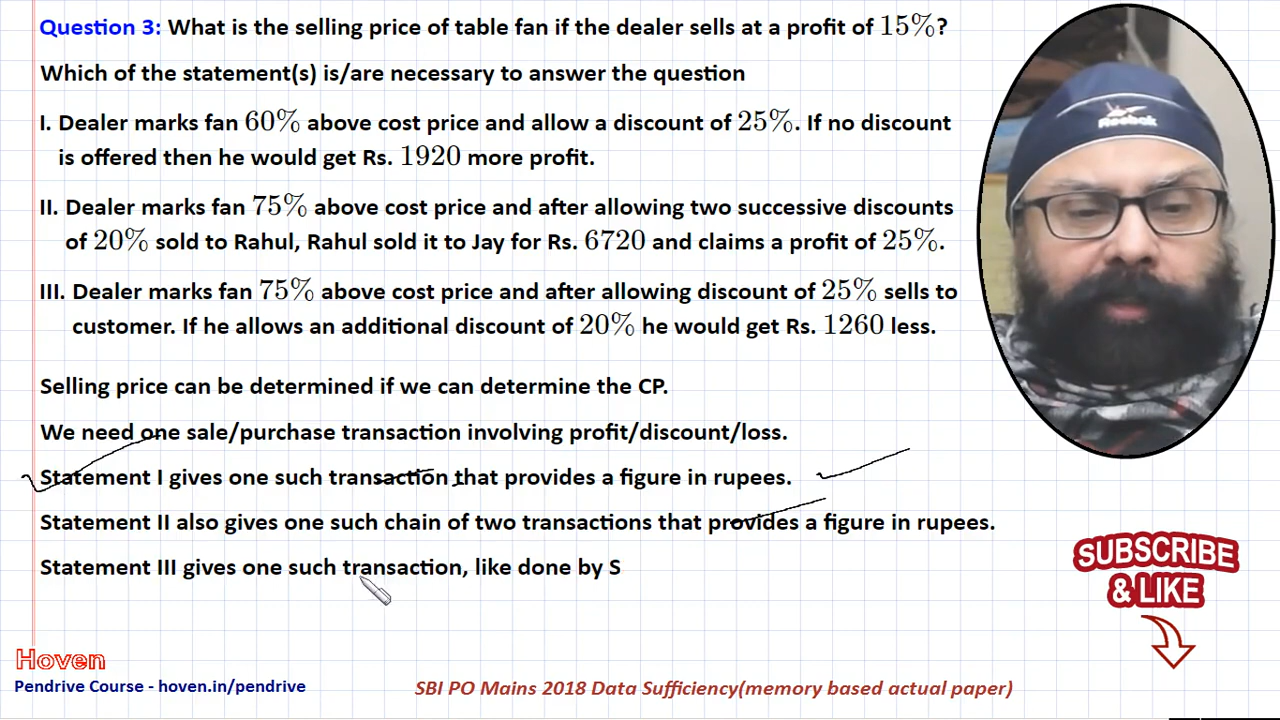 Question 3: What is the selling price of table fan if the dealer sells at a profit of 15%?
Which of the statement(s) is/are necessary to answer the question
I. Dealer marks fan 60% above cost price and allow a discount of 25%. If no discount
is offered then he would get Rs. 1920 more profit.
II. Dealer marks fan 75% above cost price and after allowing two successive discounts
of 20% sold to Rahul, Rahul sold it to Jay for Rs. 6720 and claims a profit of 25%.
III. Dealer marks fan 75% above cost price and after allowing discount of 25% sells to
customer. If he allows an additional discount of 20% he would get Rs. 1260 less.
Selling price can be determined if we can determine the CP.
We need one sale/purchase transaction involving profit/discount/loss.
Statement I gives one such transaction that provides a figure in rupees.
Statement II also gives one such chain of two transactions that provides a figure in rupees.
Statement III gives one such transaction, like done by S
Reebok
SUBSCRIBE
& LIKE
Hoven
Pendrive Course - hoven.in/pendrive
SBI PO Mains 2018 Data Sufficiency(memory based actual paper)